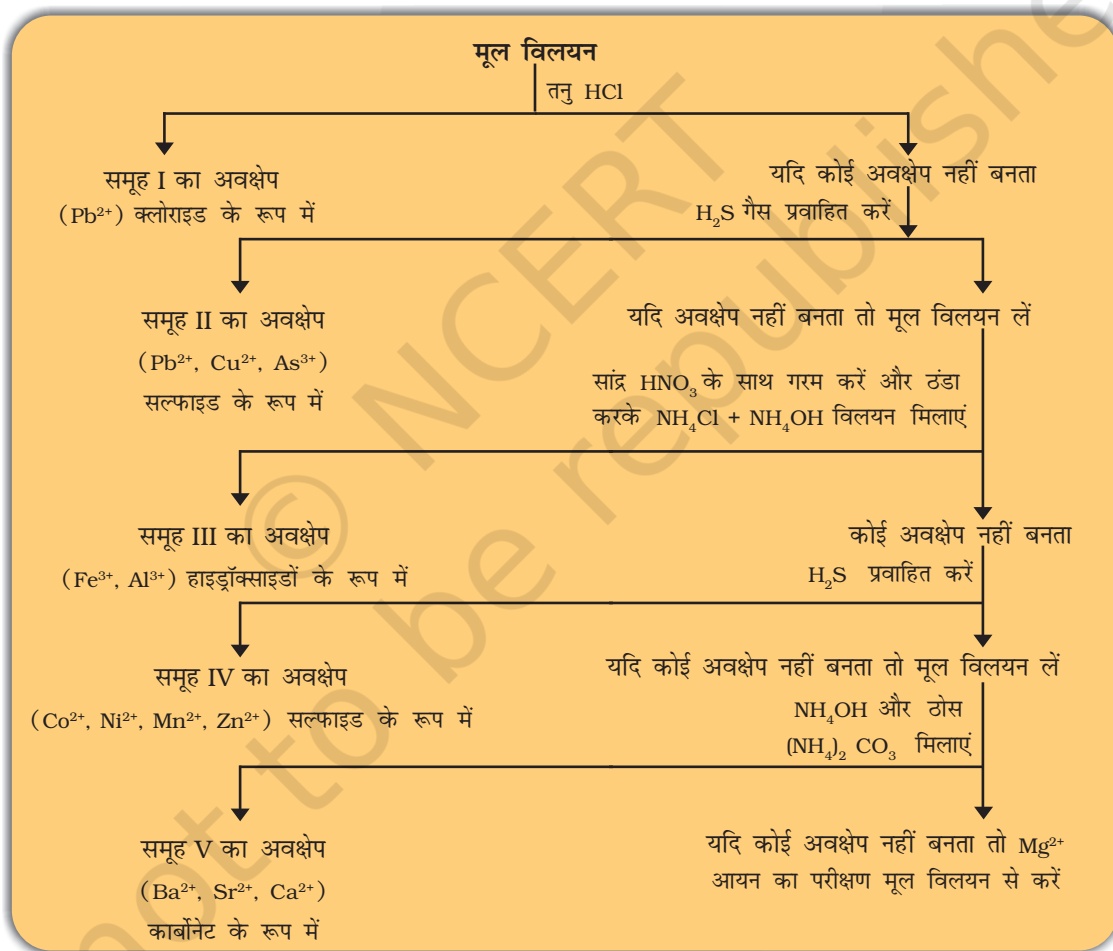 मूल विलयन
तनु HCl
समूह I का अवक्षेप
(Pb²⁺) क्लोराइड के रूप में
यदि कोई अवक्षेप नहीं बनता
H₂S गैस प्रवाहित करें
समूह II का अवक्षेप
(Pb²⁺, Cu²⁺, As³⁺)
सल्फाइड के रूप में
यदि अवक्षेप नहीं बनता तो मूल विलयन लें
सांद्र HNO₃ के साथ गरम करें और ठंडा
करके NH₄Cl + NH₄OH विलयन मिलाएं
समूह III का अवक्षेप
(Fe³⁺, Al³⁺) हाइड्रॉक्साइडों के रूप में
कोई अवक्षेप नहीं बनता
H₂S प्रवाहित करें
समूह IV का अवक्षेप
(Co²⁺, Ni²⁺, Mn²⁺, Zn²⁺) सल्फाइड के रूप में
यदि कोई अवक्षेप नहीं बनता तो मूल विलयन लें
NH₄OH और ठोस
(NH₄)₂ CO₃ मिलाएं
समूह V का अवक्षेप
(Ba²⁺, Sr²⁺, Ca²⁺)
कार्बोनेट के रूप में
यदि कोई अवक्षेप नहीं बनता तो Mg²⁺
आयन का परीक्षण मूल विलयन से करें
© NCERT
not to be republishe